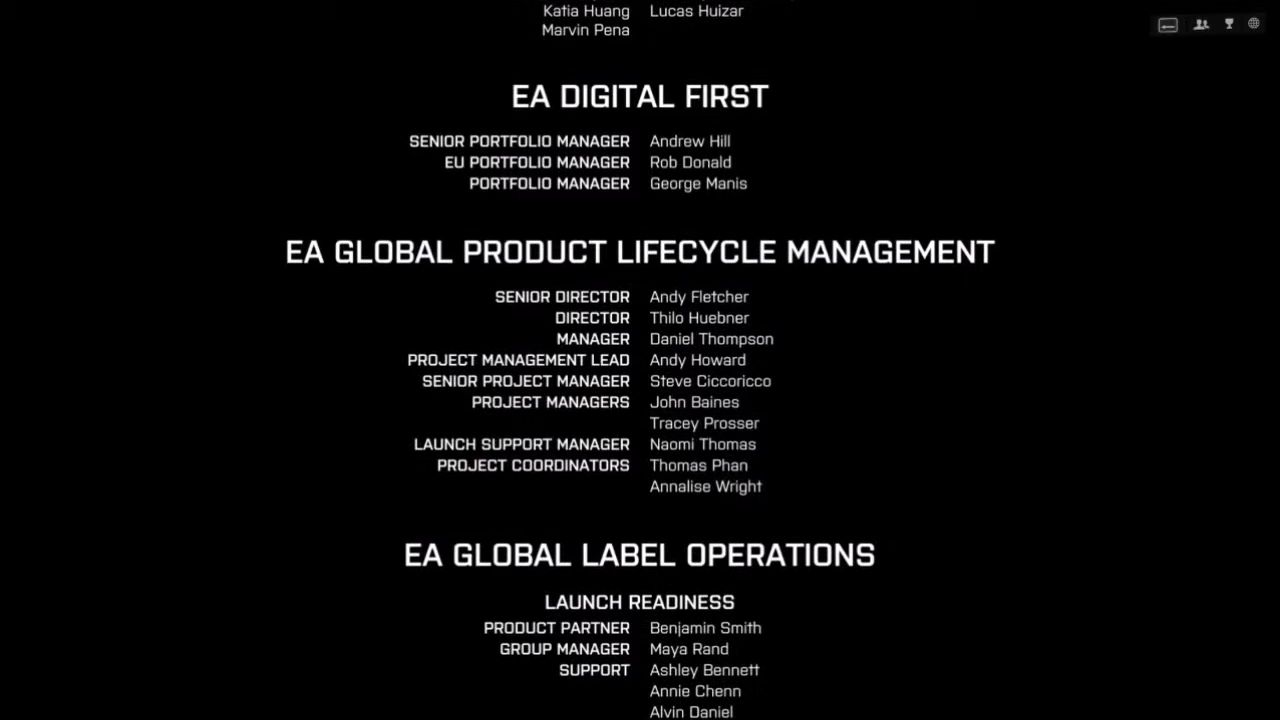 Katia Huang Lucas Huizar
Marvin Pena
EA DIGITAL FIRST
SENIOR PORTFOLIO MANAGER Andrew Hill
EU PORTFOLIO MANAGER Rob Donald
PORTFOLIO MANAGER George Manis
EA GLOBAL PRODUCT LIFECYCLE MANAGEMENT
SENIOR DIRECTOR Andy Fletcher
DIRECTOR Thilo Huebner
MANAGER Daniel Thompson
PROJECT MANAGEMENT LEAD Andy Howard
SENIOR PROJECT MANAGER Steve Ciccoricco
PROJECT MANAGERS John Baines
Tracey Prosser
LAUNCH SUPPORT MANAGER Naomi Thomas
PROJECT COORDINATORS Thomas Phan
Annalise Wright
EA GLOBAL LABEL OPERATIONS
LAUNCH READINESS
PRODUCT PARTNER Benjamin Smith
GROUP MANAGER Maya Rand
SUPPORT Ashley Bennett
Annie Chenn
Alvin Daniel